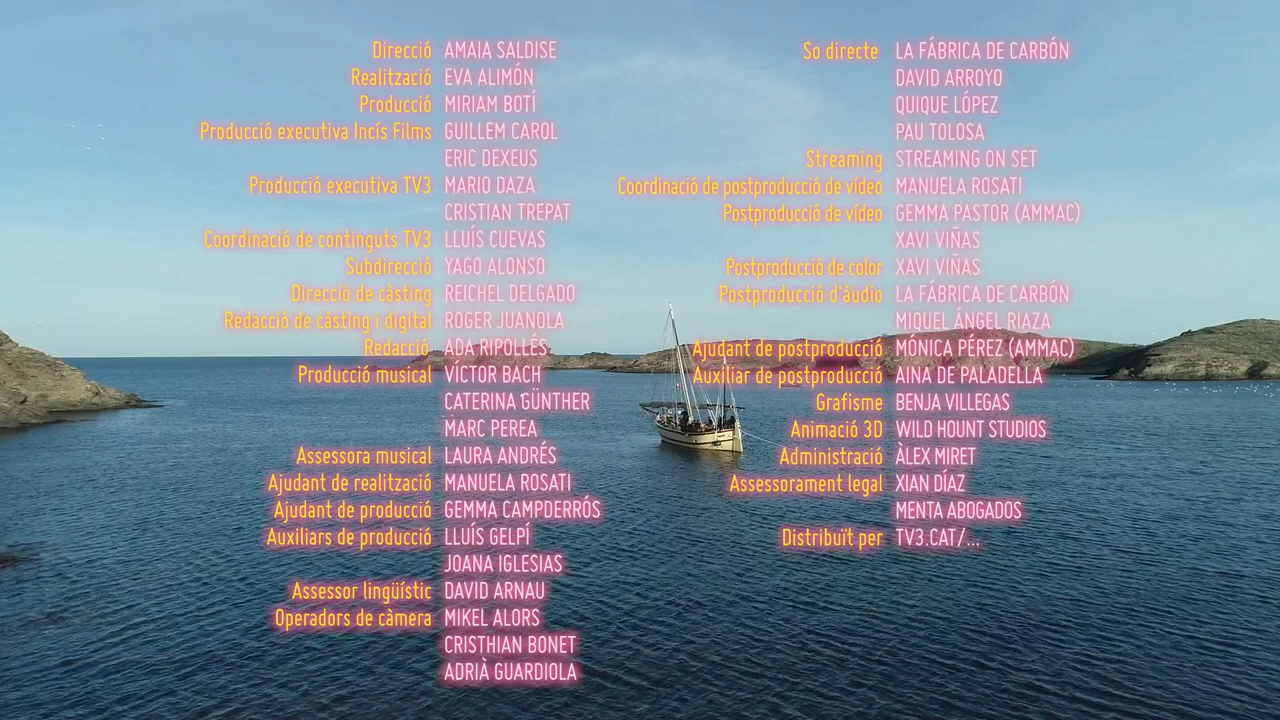 Direcció AMAIA SALDISE
Realització EVA ALIMÓN
Producció MIRIAM BOTÍ
Producció executiva Incís Films GUILLEM CAROL
ERIC DEXEUS
Producció executiva TV3 MARIO DAZA
CRISTIAN TREPAT
Coordinació de continguts TV3 LLUÍS CUEVAS
Subdirecció YAGO ALONSO
Direcció de càsting REICHEL DELGADO
Redacció de càsting i digital ROGER JUANOLA
Redacció ADA RIPOLLÉS
Producció musical VÍCTOR BACH
CATERINA GÜNTHER
MARC PEREA
Assessora musical LAURA ANDRÉS
Ajudant de realització MANUELA ROSATI
Ajudant de producció GEMMA CAMPDERRÓS
Auxiliars de producció LLUÍS GELPÍ
JOANA IGLESIAS
Assessor lingüístic DAVID ARNAU
Operadors de càmera MIKEL ALORS
CRISTHIAN BONET
ADRIÀ GUARDIOLA
So directe LA FÁBRICA DE CARBÓN
DAVID ARROYO
QUIQUE LÓPEZ
PAU TOLOSA
Streaming STREAMING ON SET
Coordinació de postproducció de vídeo MANUELA ROSATI
Postproducció de vídeo GEMMA PASTOR (AMMAC)
XAVI VIÑAS
Postproducció de color XAVI VIÑAS
Postproducció d'àudio LA FÁBRICA DE CARBÓN
MIQUEL ÁNGEL RIAZA
Ajudant de postproducció MÓNICA PÉREZ (AMMAC)
Auxiliar de postproducció AINA DE PALADELLA
Grafisme BENJA VILLEGAS
Animació 3D WILD HOUNT STUDIOS
Administració ÀLEX MIRET
Assessorament legal XIAN DÍAZ
MENTA ABOGADOS
Distribuït per TV3.CAT/...